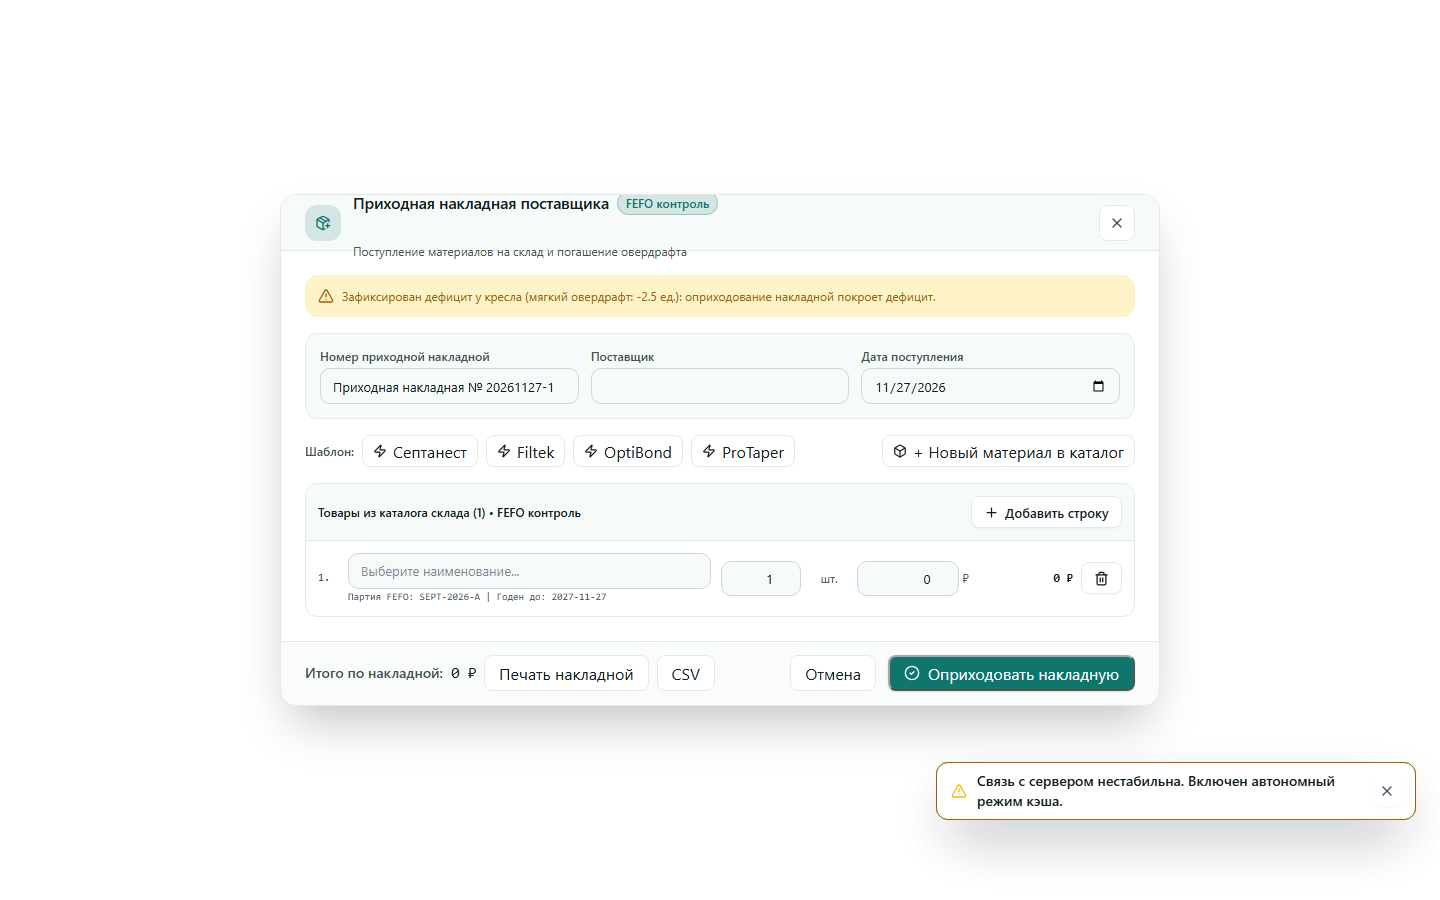 Приходная накладная поставщика
FEFO контроль
Поступление материалов на склад и погашение овердрафта
Зафиксирован дефицит у кресла (мягкий овердрафт: -2.5 ед.): оприходование накладной покроет дефицит.
Номер приходной накладной
Поставщик
Дата поступления
Приходная накладная № 20261127-1
11/27/2026
Шаблон:
Септанест
Filtek
OptiBond
ProTaper
+ Новый материал в каталог
Товары из каталога склада (1) • FEFO контроль
Добавить строку
1.
Выберите наименование...
1
шт.
0
₽
0 ₽
Партия FEFO: SEPT-2026-A | Годен до: 2027-11-27
Итого по накладной: 0 ₽
Печать накладной
CSV
Отмена
Оприходовать накладную
Связь с сервером нестабильна. Включен автономный
режим кэша.